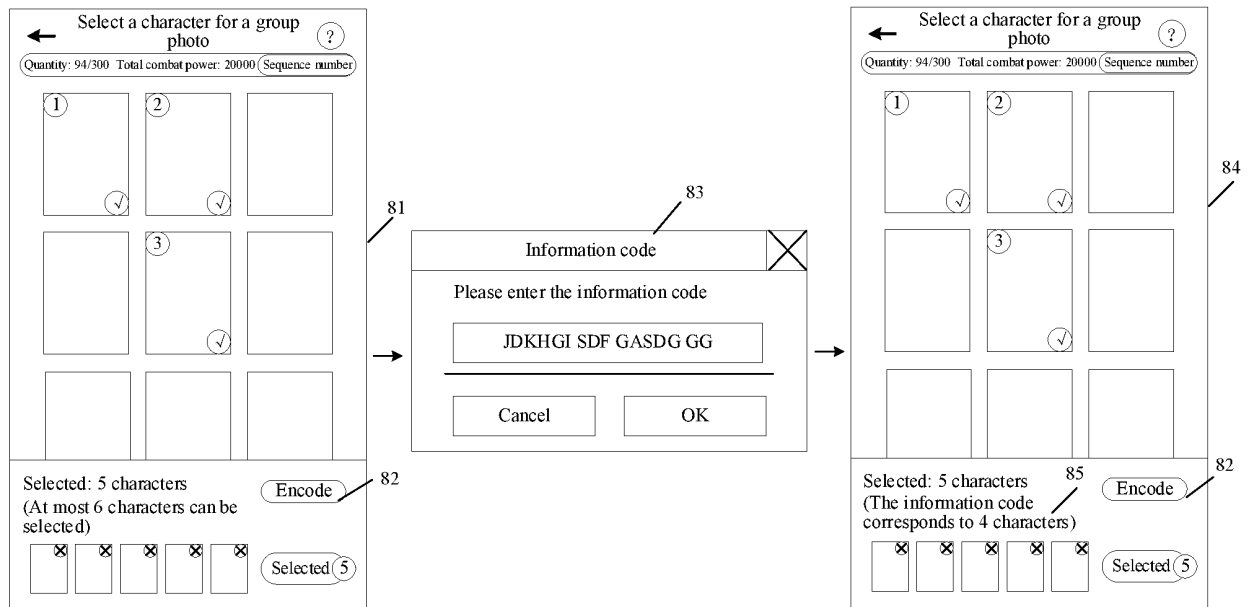 Select a character for a group
photo
?
Quantity: 94/300 Total combat power: 20000 Sequence number
1
2
√
√
3
√
Selected: 5 characters
(At most 6 characters can be
selected)
Encode
Selected 5
81
82
83
Information code
Please enter the information code
JDKHGI SDF GASDG GG
Cancel
OK
Select a character for a group
photo
?
Quantity: 94/300 Total combat power: 20000 Sequence number
1
2
√
√
3
√
84
Selected: 5 characters
(The information code
corresponds to 4 characters)
85
Encode
82
Selected 5